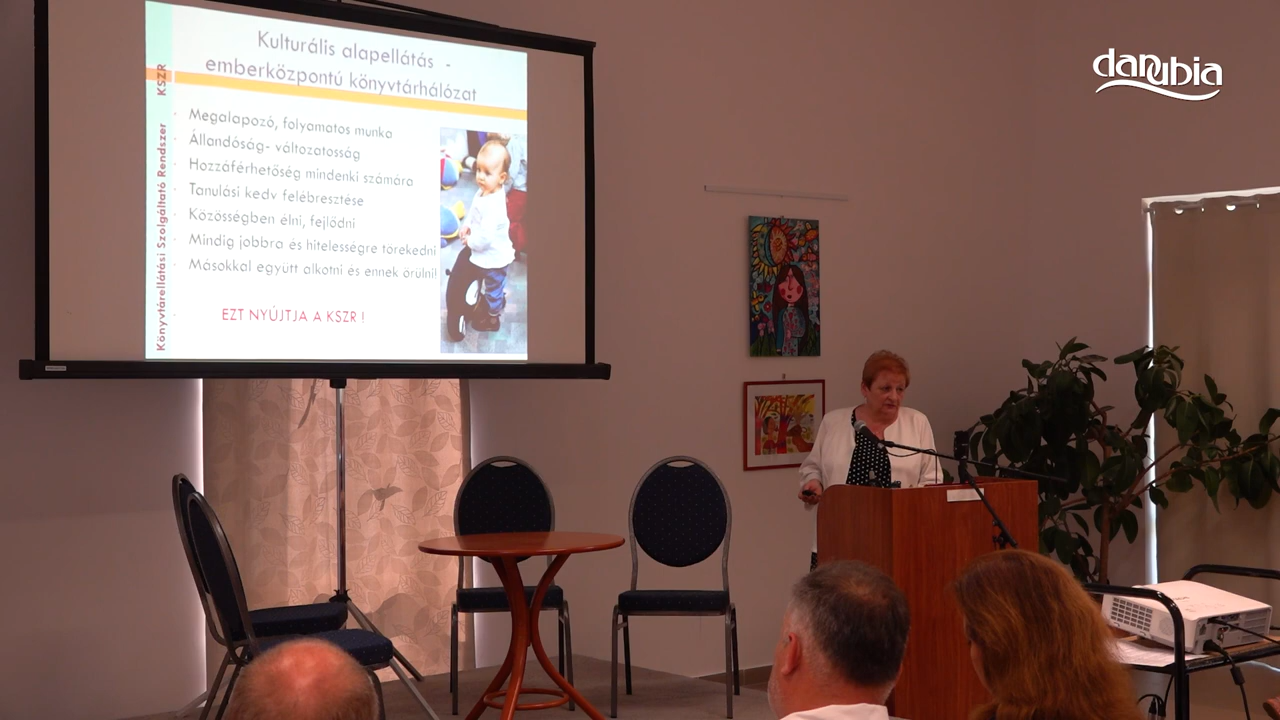 danubia
Kulturális alapellátás -
emberközpontú könyvtárhálózat
Könyvtárellátási Szolgáltató Rendszer KSZR
Megalapozó, folyamatos munka
Állandóság- változatosság
Hozzáférhetőség mindenki számára
Tanulási kedv felébresztése
Közösségben élni, fejlődni
Mindig jobbra és hitelességre törekedni
Másokkal együtt alkotni és ennek örülni!
EZT NYÚJTJA A KSZR !